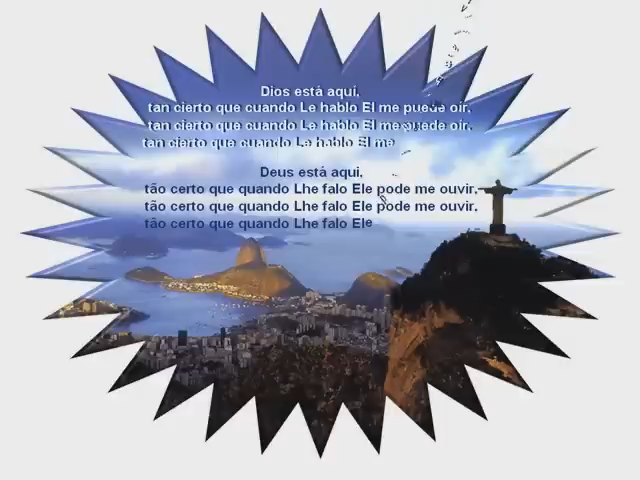 Dios está aquí,
tan cierto que cuando Le hablo El me puede oir.
tan cierto que cuando Le hablo El me puede oir.
tan cierto que cuando Le hablo El me
Deus está aqui,
tão certo que quando Lhe falo Ele pode me ouvir.
tão certo que quando Lhe falo Ele pode me ouvir.
tão certo que quando Lhe falo Ele